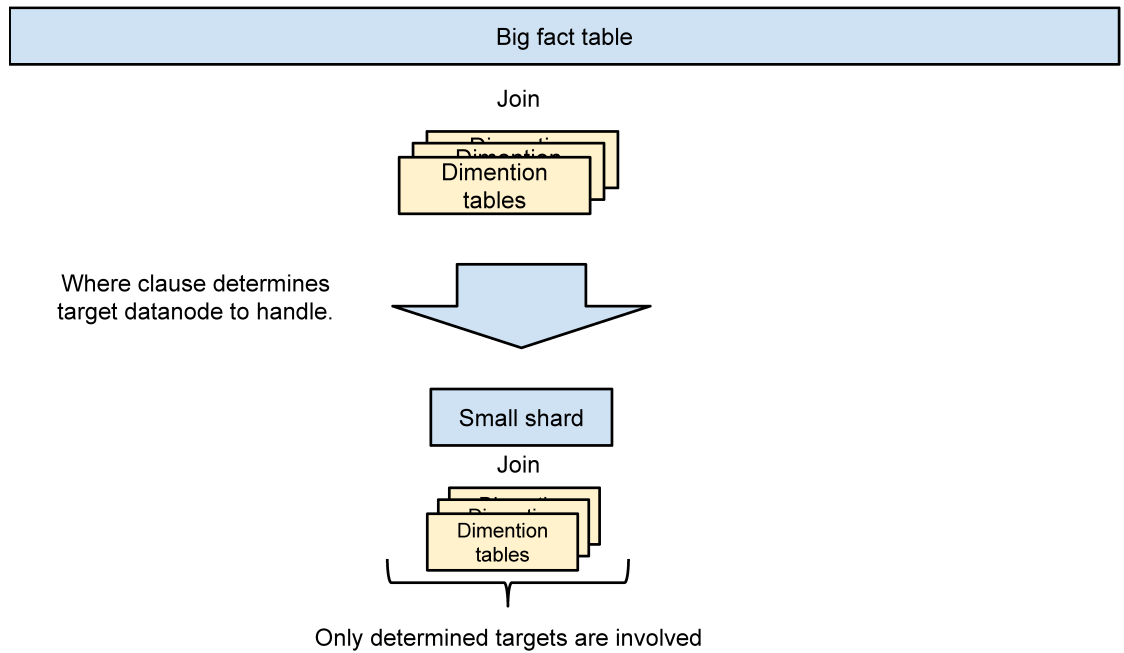 Big fact table
Join
Dimention
tables
Where clause determines
target datanode to handle.
Small shard
Join
Dimention
tables
Only determined targets are involved